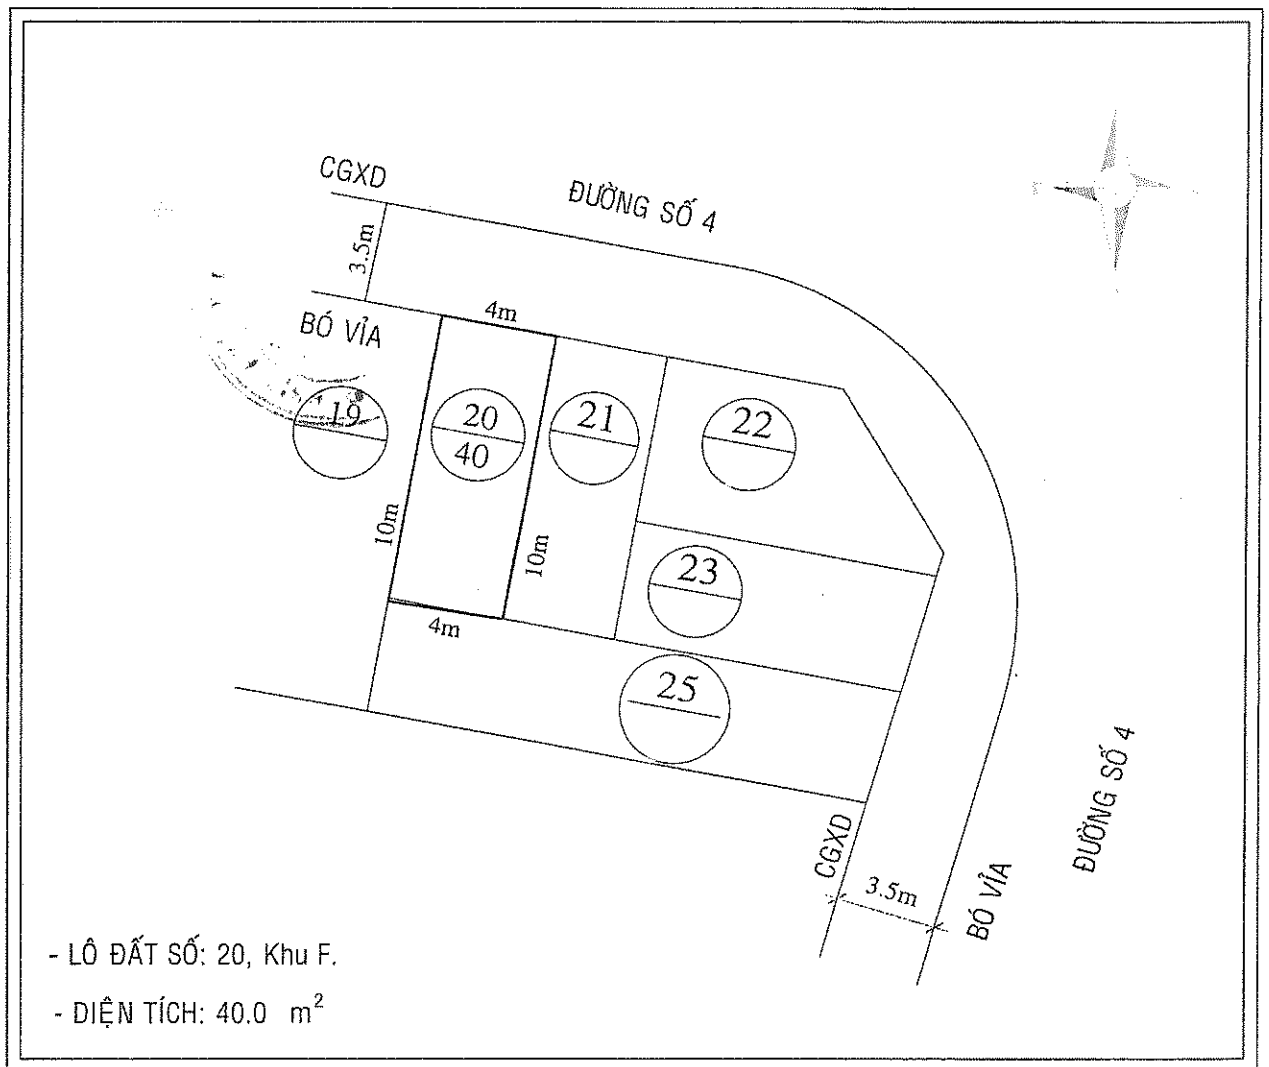 CGXD
ĐƯỜNG SỐ 4
3.5m
4m
BÓ VỈA
19
20
40
21
22
10m
10m
23
4m
25
ĐƯỜNG SỐ 4
CGXD
3.5m
BÓ VỈA
- LÔ ĐẤT SỐ: 20, Khu F.
- DIỆN TÍCH: 40.0 m²